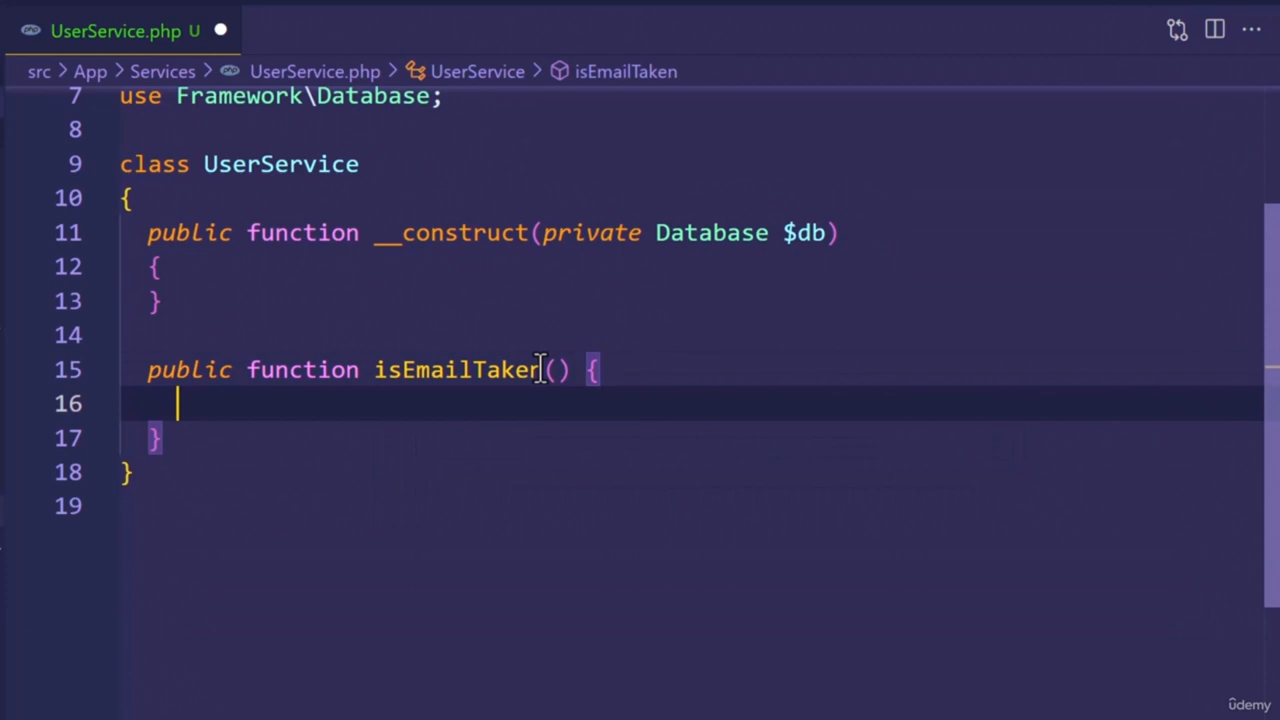 UserService.php U
src > App > Services > UserService.php > UserService > isEmailTaken
7 use Framework\Database;
8
9 class UserService
10 {
11 public function __construct(private Database $db)
12 {
13 }
14
15 public function isEmailTaken() {
16
17 }
18 }
19
ûdemy